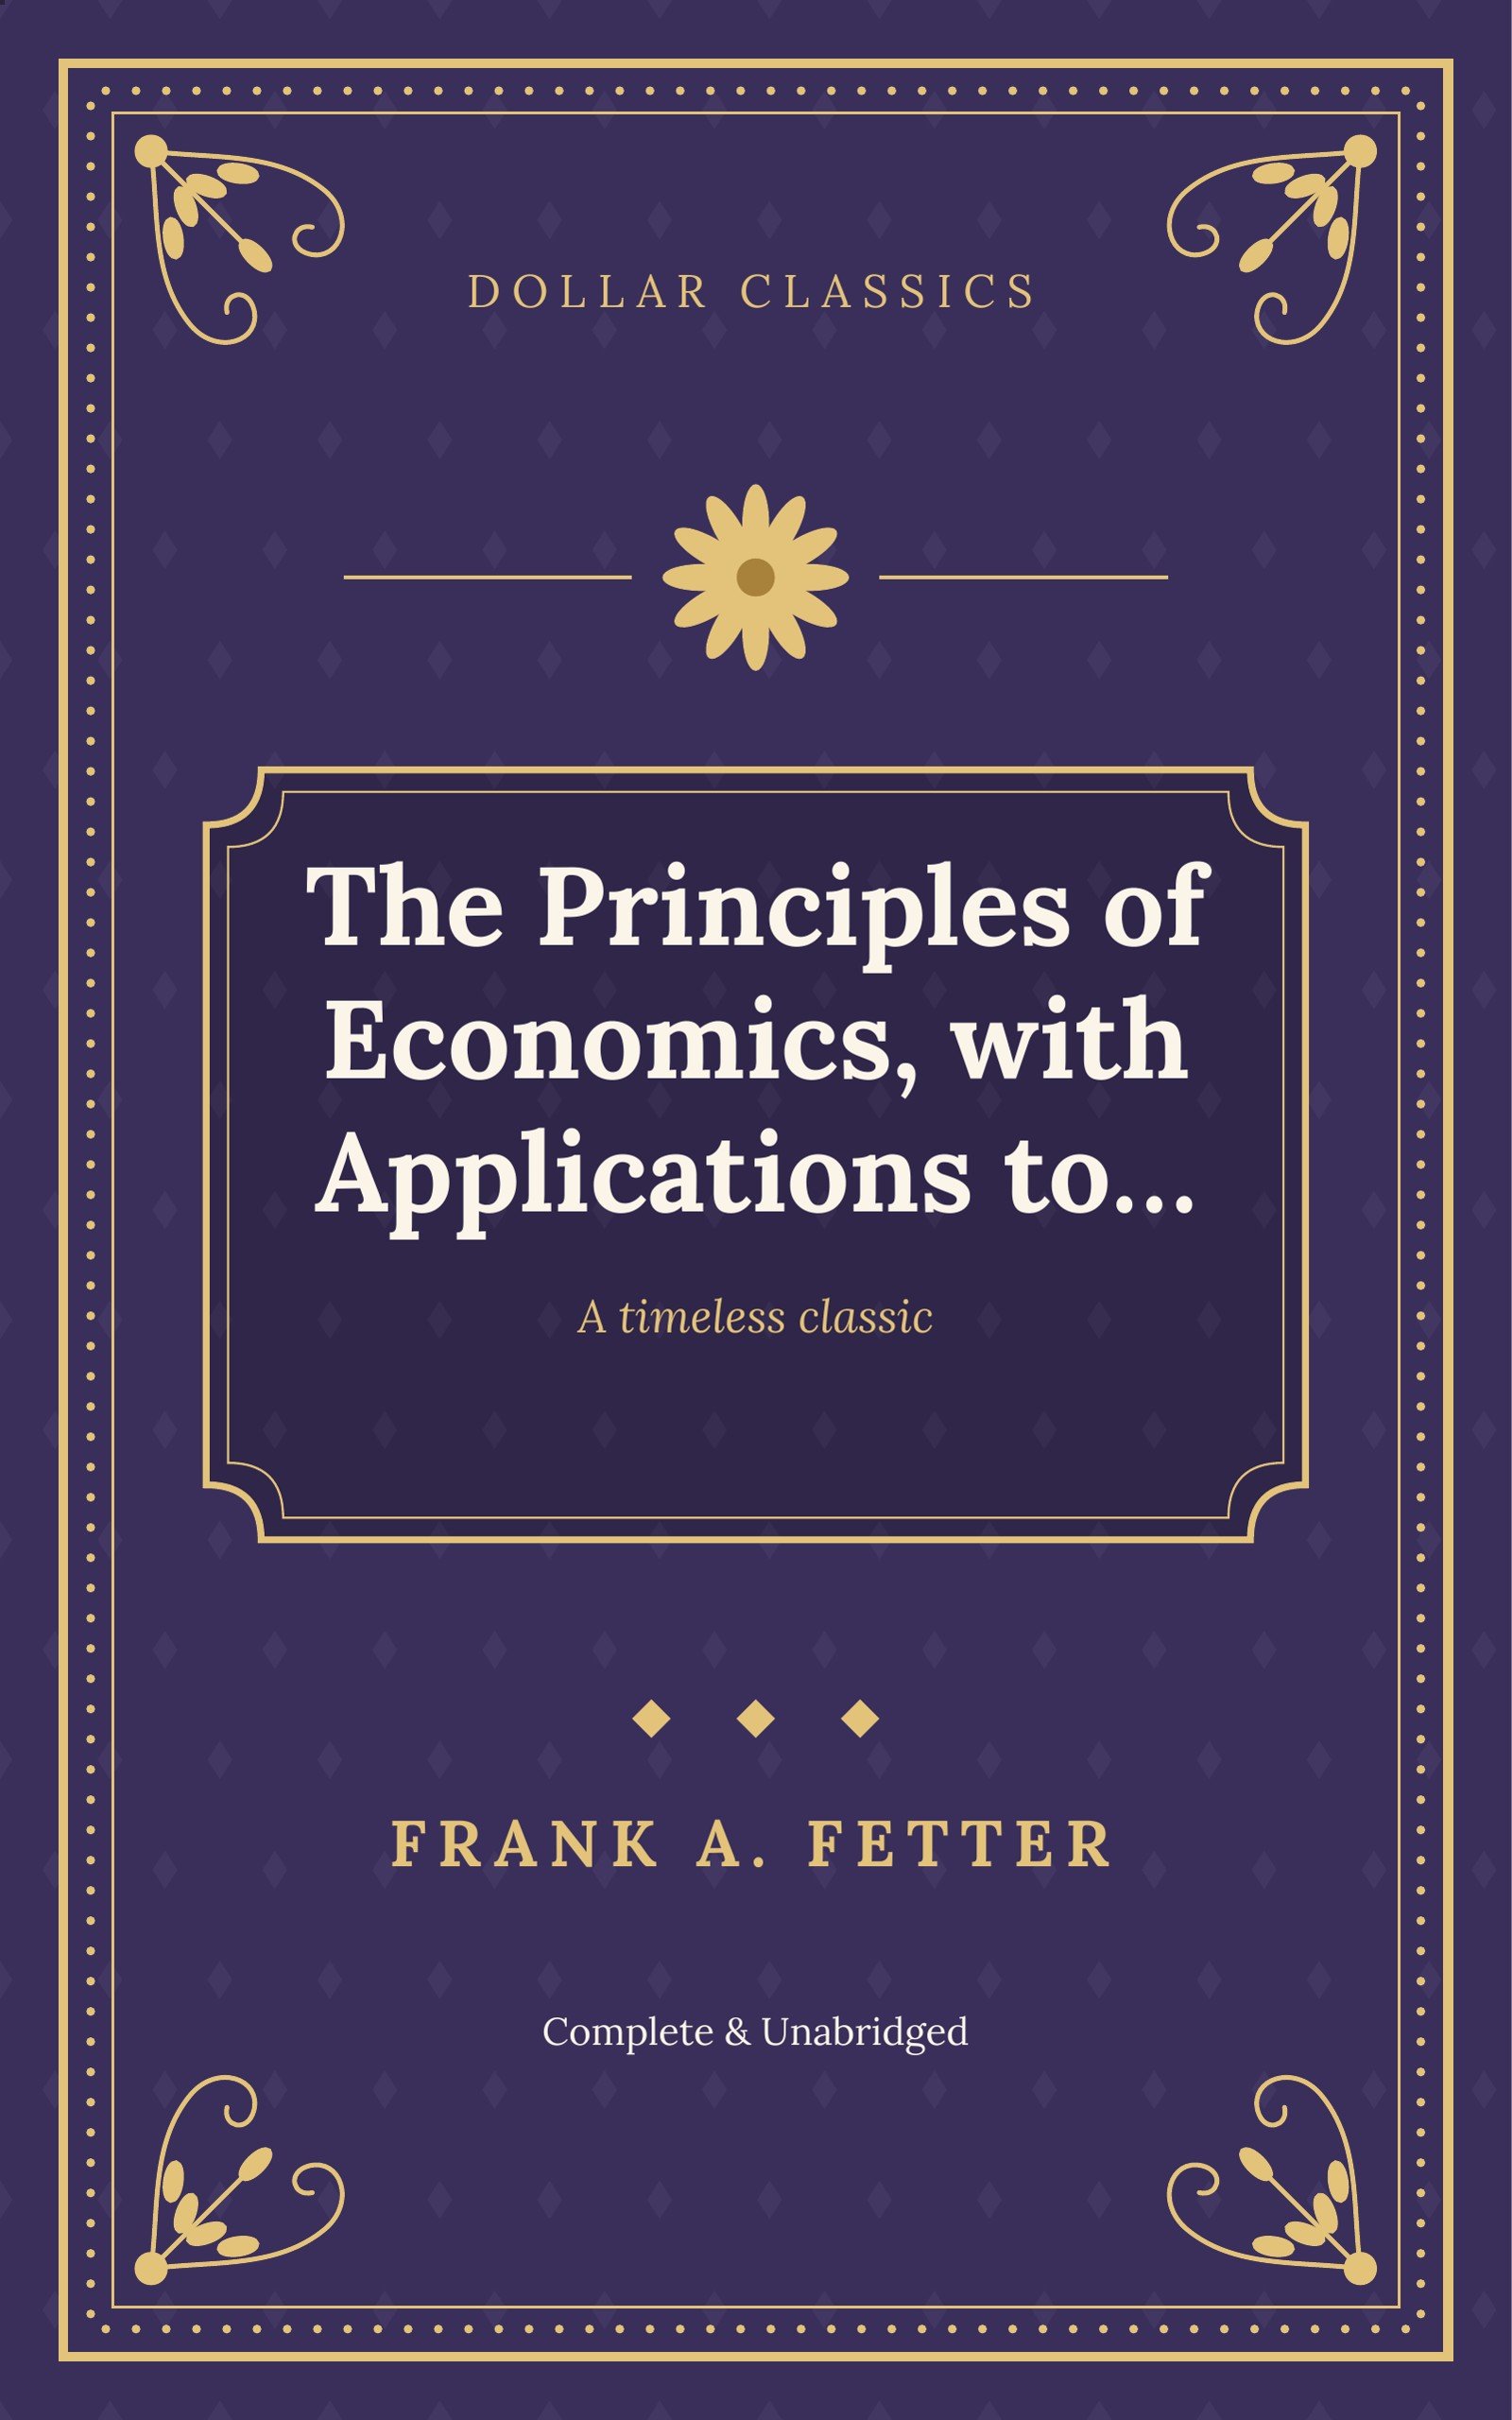 DOLLAR CLASSICS
The Principles of
Economics, with
Applications to...
A timeless classic
FRANK A. FETTER
Complete & Unabridged